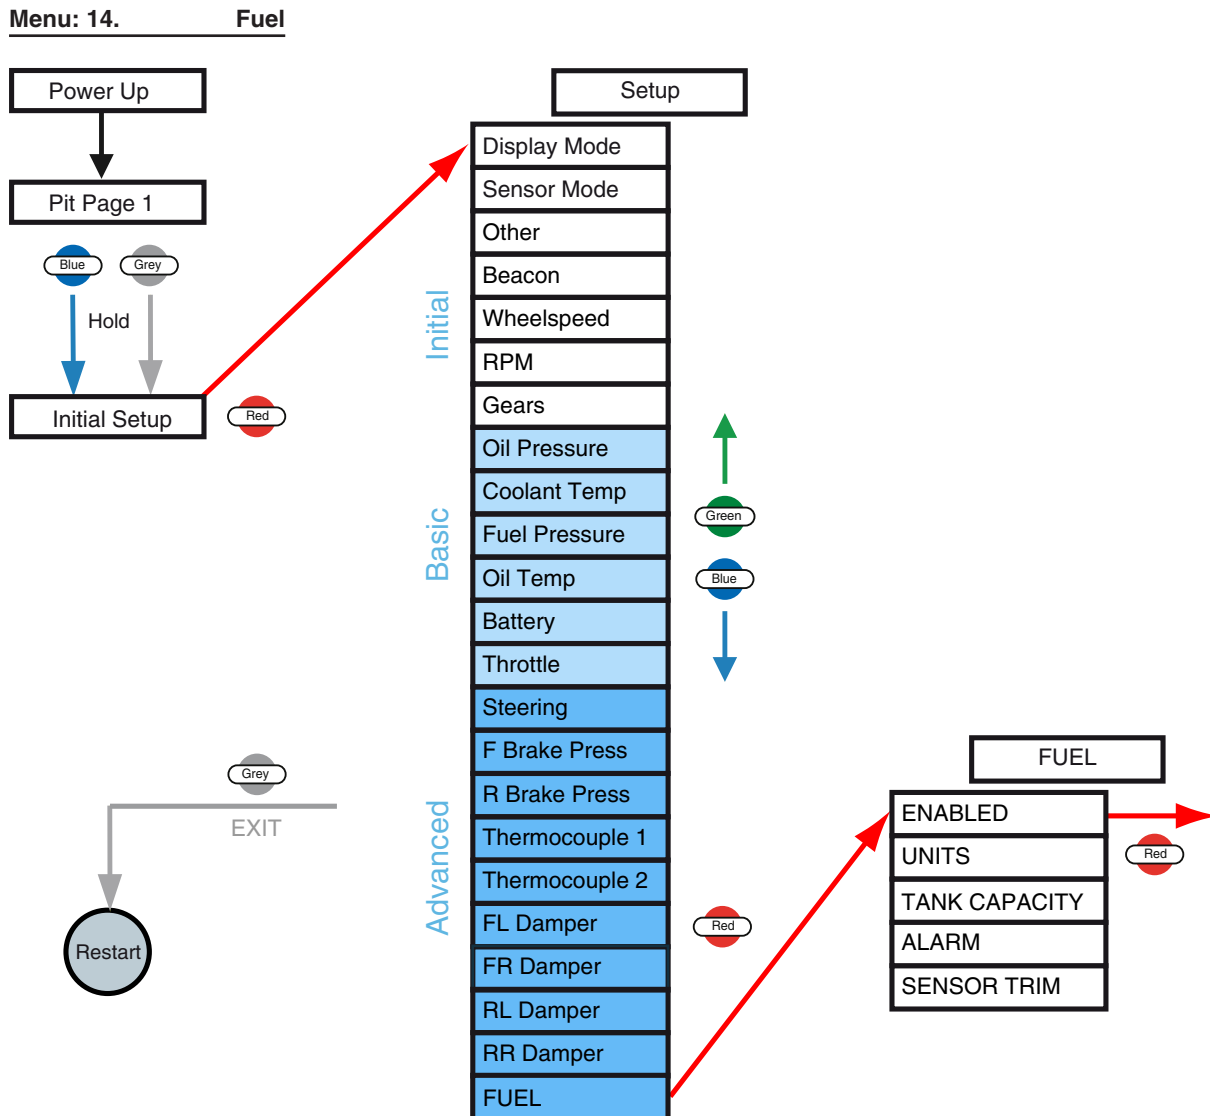 Menu: 14. Fuel
Power Up
Pit Page 1
Blue
Grey
Hold
Initial Setup
Red
Setup
Initial
Display Mode
Sensor Mode
Other
Beacon
Wheelspeed
RPM
Gears
Basic
Oil Pressure
Coolant Temp
Fuel Pressure
Oil Temp
Battery
Throttle
Green
Blue
Advanced
Steering
F Brake Press
R Brake Press
Thermocouple 1
Thermocouple 2
FL Damper
FR Damper
RL Damper
RR Damper
FUEL
Red
Grey
EXIT
Restart
FUEL
ENABLED
UNITS
TANK CAPACITY
ALARM
SENSOR TRIM
Red